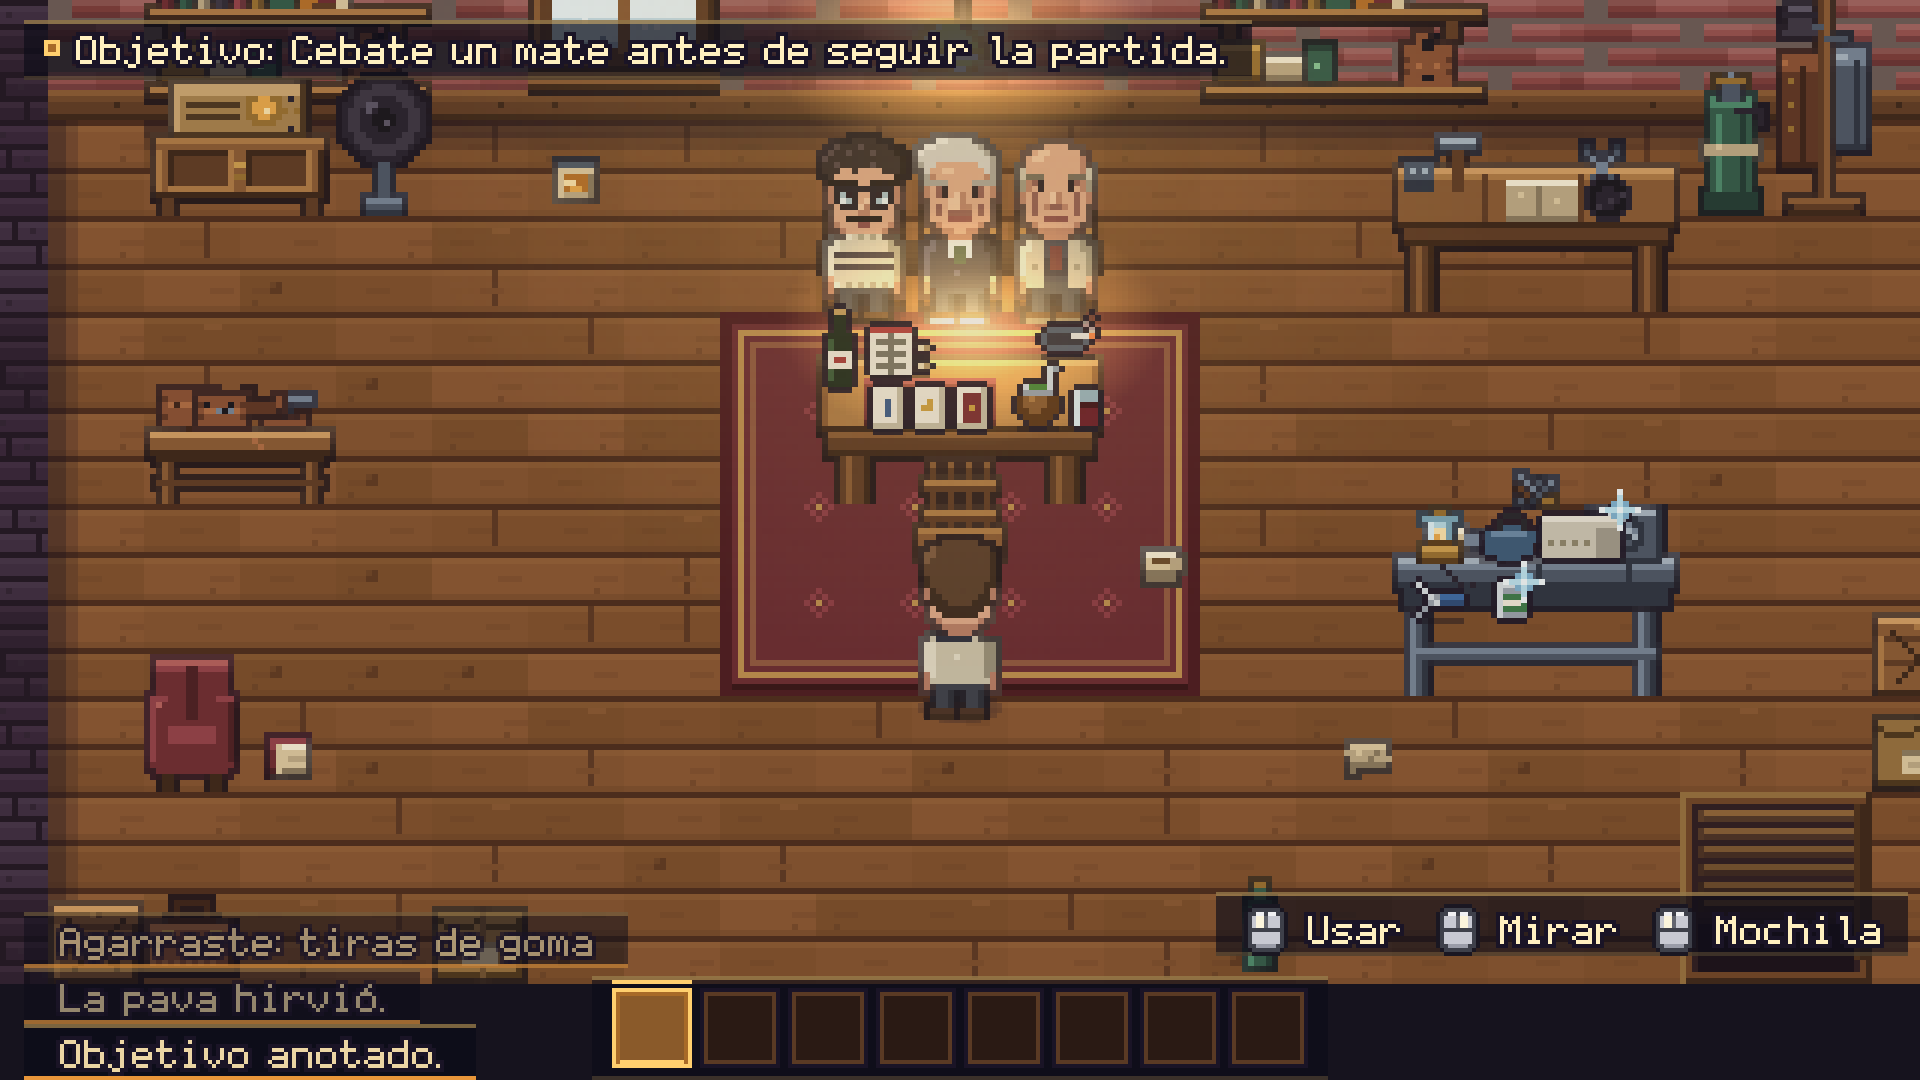 Objetivo: Cebate un mate antes de seguir la partida.
Agarraste: tiras de goma
La pava hirvió.
Objetivo anotado.
Usar Mirar Mochila